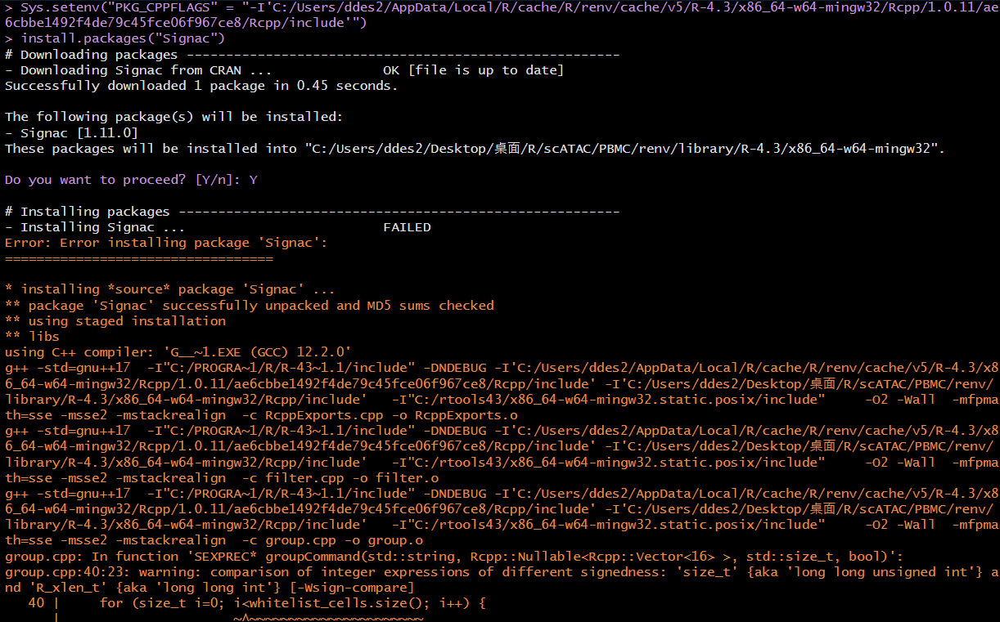 > Sys.setenv("PKG_CPPFLAGS" = "-I'C:/Users/ddes2/AppData/Local/R/cache/R/renv/cache/v5/R-4.3/x86_64-w64-mingw32/Rcpp/1.0.11/ae
6cbbe1492f4de79c45fce06f967ce8/Rcpp/include'")
> install.packages("Signac")
# Downloading packages -------------------------------------------------------
- Downloading Signac from CRAN ...              OK [file is up to date]
Successfully downloaded 1 package in 0.45 seconds.
The following package(s) will be installed:
- Signac [1.11.0]
These packages will be installed into "C:/Users/ddes2/Desktop/桌面/R/scATAC/PBMC/renv/library/R-4.3/x86_64-w64-mingw32".
Do you want to proceed? [Y/n]: Y
# Installing packages --------------------------------------------------------
- Installing Signac ...                         FAILED
Error: Error installing package 'Signac':
==================================
* installing *source* package 'Signac' ...
** package 'Signac' successfully unpacked and MD5 sums checked
** using staged installation
** libs
using C++ compiler: 'G__~1.EXE (GCC) 12.2.0'
g++ -std=gnu++17  -I"C:/PROGRA~1/R/R-43~1.1/include" -DNDEBUG -I'C:/Users/ddes2/AppData/Local/R/cache/R/renv/cache/v5/R-4.3/x8
6_64-w64-mingw32/Rcpp/1.0.11/ae6cbbe1492f4de79c45fce06f967ce8/Rcpp/include' -I'C:/Users/ddes2/Desktop/桌面/R/scATAC/PBMC/renv/
library/R-4.3/x86_64-w64-mingw32/Rcpp/include'   -I"C:/rtools43/x86_64-w64-mingw32.static.posix/include"     -O2 -Wall  -mfpma
th=sse -msse2 -mstackrealign  -c RcppExports.cpp -o RcppExports.o
g++ -std=gnu++17  -I"C:/PROGRA~1/R/R-43~1.1/include" -DNDEBUG -I'C:/Users/ddes2/AppData/Local/R/cache/R/renv/cache/v5/R-4.3/x8
6_64-w64-mingw32/Rcpp/1.0.11/ae6cbbe1492f4de79c45fce06f967ce8/Rcpp/include' -I'C:/Users/ddes2/Desktop/桌面/R/scATAC/PBMC/renv/
library/R-4.3/x86_64-w64-mingw32/Rcpp/include'   -I"C:/rtools43/x86_64-w64-mingw32.static.posix/include"     -O2 -Wall  -mfpma
th=sse -msse2 -mstackrealign  -c filter.cpp -o filter.o
g++ -std=gnu++17  -I"C:/PROGRA~1/R/R-43~1.1/include" -DNDEBUG -I'C:/Users/ddes2/AppData/Local/R/cache/R/renv/cache/v5/R-4.3/x8
6_64-w64-mingw32/Rcpp/1.0.11/ae6cbbe1492f4de79c45fce06f967ce8/Rcpp/include' -I'C:/Users/ddes2/Desktop/桌面/R/scATAC/PBMC/renv/
library/R-4.3/x86_64-w64-mingw32/Rcpp/include'   -I"C:/rtools43/x86_64-w64-mingw32.static.posix/include"     -O2 -Wall  -mfpma
th=sse -msse2 -mstackrealign  -c group.cpp -o group.o
group.cpp: In function 'SEXPREC* groupCommand(std::string, Rcpp::Nullable<Rcpp::Vector<16> >, std::size_t, bool)':
group.cpp:40:23: warning: comparison of integer expressions of different signedness: 'size_t' {aka 'long long unsigned int'} a
nd 'R_xlen_t' {aka 'long long int'} [-Wsign-compare]
   40 |     for (size_t i=0; i<whitelist_cells.size(); i++) {
      |                      ~^~~~~~~~~~~~~~~~~~~~~~~